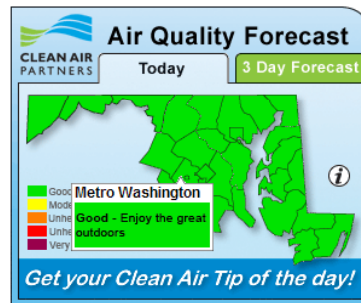 Air Quality Forecast
CLEAN AIR
PARTNERS
Today
3 Day Forecast
i
Good
Metro Washington
Good - Enjoy the great
outdoors
Very
Get your Clean Air Tip of the day!